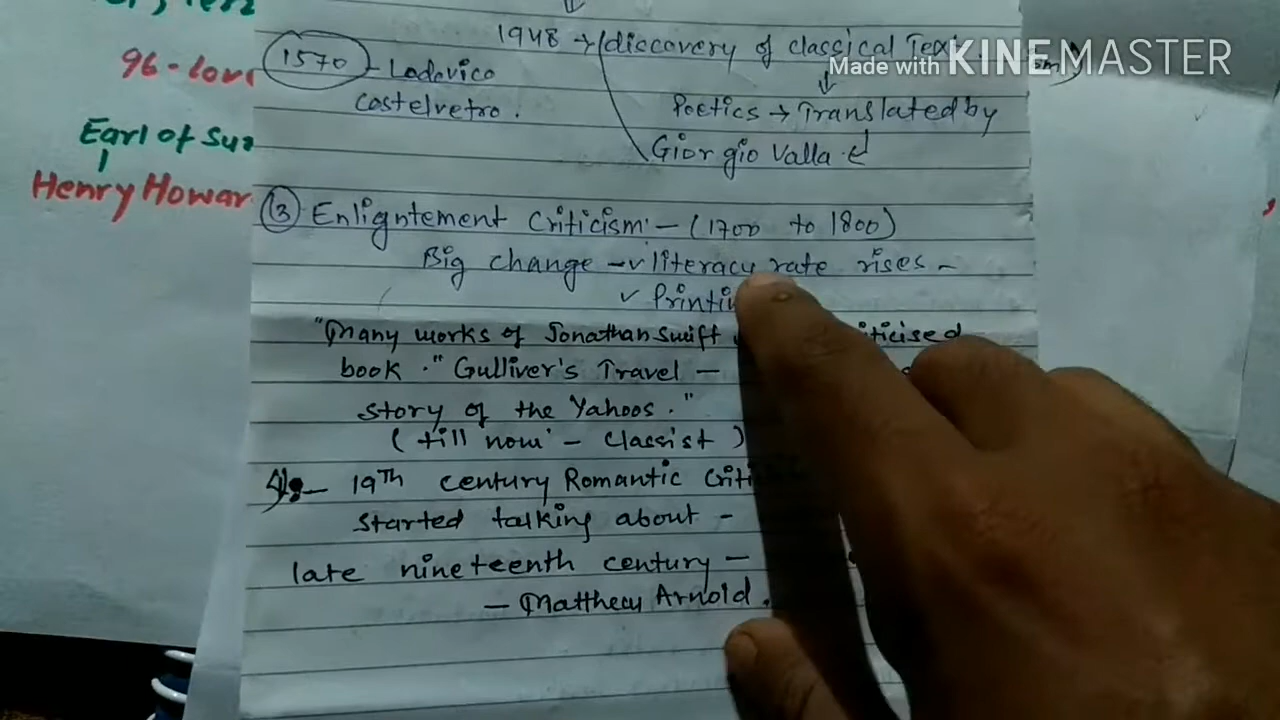 1948 → discovery of classical Text
Made with KINEMASTER
1570 - Lodovico
castelvetro.
Poetics → Translated by
Giorgio Valla.
96 - love
Earl of Sur
Henry Howar
③ Enligntement Criticism - (1700 to 1800)
Big change - ✓ literacy rate rises -
✓ Printin
"Many works of Jonathan Swift criticised
book." Gulliver's Travel -
story of the Yahoos."
(till now - classist)
4) :- 19Th century Romantic Criti
started talking about -
late nineteenth century -
- Matthew Arnold.